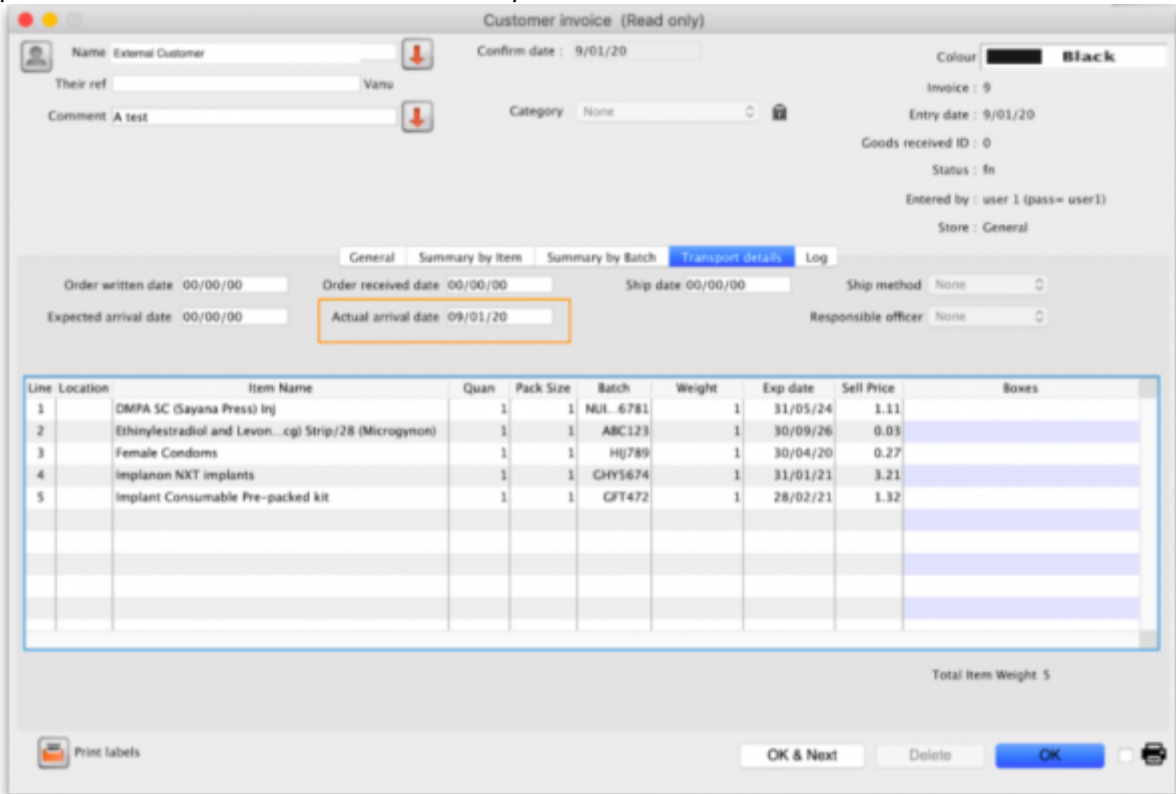 Customer invoice (Read only)
Name External Customer
Confirm date : 9/01/20
Colour Black
Their ref Vanu
Invoice : 9
Comment A test
Category None
Entry date : 9/01/20
Goods received ID : 0
Status : fn
Entered by : user 1 (pass= user1)
Store : General
General Summary by Item Summary by Batch Transport details Log
Order written date 00/00/00 Order received date 00/00/00 Ship date 00/00/00 Ship method None
Expected arrival date 00/00/00 Actual arrival date 09/01/20 Responsible officer None
Line Location Item Name Quan Pack Size Batch Weight Exp date Sell Price Boxes
1 DMPA SC (Sayana Press) Inj 1 1 NUI...6781 1 31/05/24 1.11
2 Ethinylestradiol and Levon...cg) Strip/28 (Microgynon) 1 1 ABC123 1 30/09/26 0.03
3 Female Condoms 1 1 HIJ789 1 30/04/20 0.27
4 Implanon NXT implants 1 1 GHY5674 1 31/01/21 3.21
5 Implant Consumable Pre-packed kit 1 1 GFT472 1 28/02/21 1.32
Total Item Weight 5
Print labels
OK & Next Delete OK